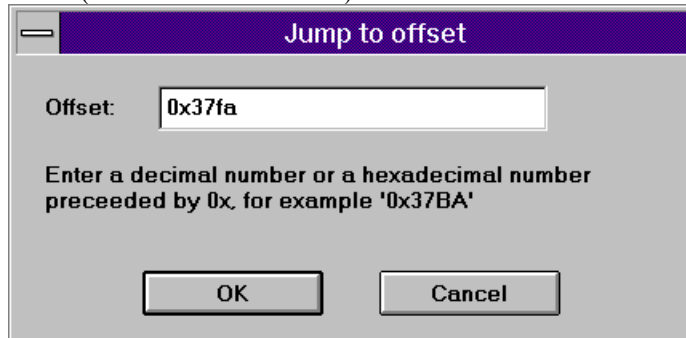 Jump to offset
Offset: 0x37fa
Enter a decimal number or a hexadecimal number
preceeded by 0x, for example '0x37BA'
OK Cancel